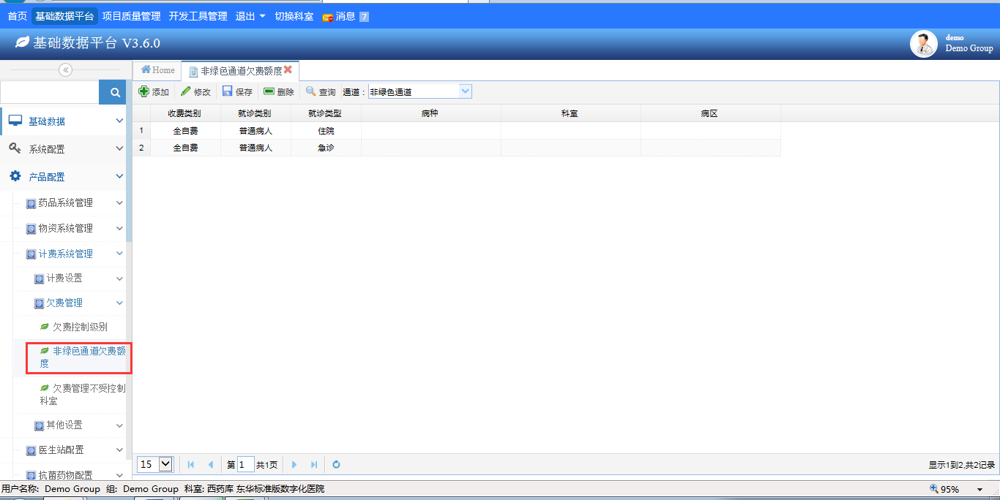 首页 基础数据平台 项目质量管理 开发工具管理 退出 切换科室 消息 7
基础数据平台 V3.6.0
demo
Demo Group
Home 非绿色通道欠费额度
添加 修改 保存 删除 查询 通道： 非绿色通道
基础数据
系统配置
产品配置
药品系统管理
物资系统管理
计费系统管理
计费设置
欠费管理
欠费控制级别
非绿色通道欠费额
度
欠费管理不受控制
科室
其他设置
医生站配置
抗菌药物配置
收费类别 就诊类别 就诊类型 病种 科室 病区
1 全自费 普通病人 住院
2 全自费 普通病人 急诊
15 第 1 共1页 显示1到2,共2记录
用户名称: Demo Group 组: Demo Group 科室: 西药库 东华标准版数字化医院 95%